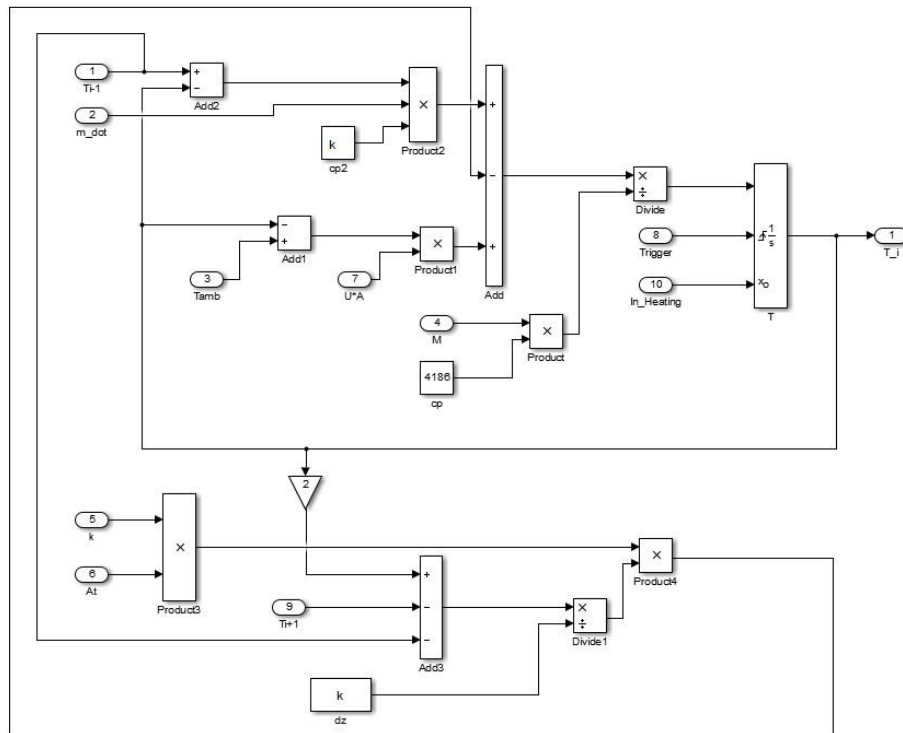 1
Ti-1
+
−
Add2
2
m_dot
k
cp2
×
Product2
+
−
+
Add
×
÷
Divide
1
s
xo
T
8
Trigger
10
In_Heating
1
T_i
−
+
Add1
3
Tamb
7
U*A
×
Product1
4
M
×
Product
4186
cp
2
5
k
6
At
×
Product3
+
−
−
Add3
9
Ti+1
×
÷
Divide1
×
Product4
k
dz